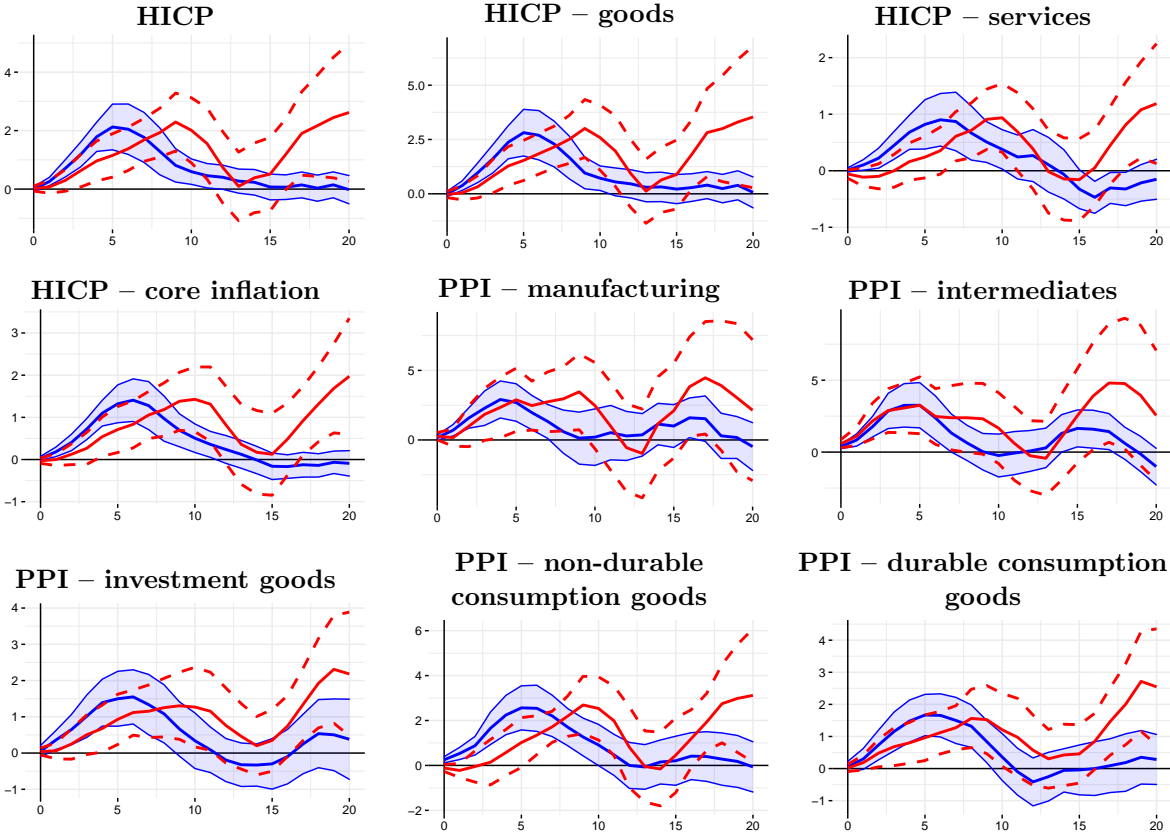 HICP
HICP – goods
HICP – services
4
2
0
0 5 10 15 20
5.0
2.5
0.0
0 5 10 15 20
2
1
0
−1
0 5 10 15 20
HICP – core inflation
PPI – manufacturing
PPI – intermediates
3
2
1
0
−1
0 5 10 15 20
5
0
0 5 10 15 20
5
0
0 5 10 15 20
PPI – investment goods
PPI – non-durable
consumption goods
PPI – durable consumption
goods
4
3
2
1
0
−1
0 5 10 15 20
6
4
2
0
−2
0 5 10 15 20
4
3
2
1
0
−1
0 5 10 15 20